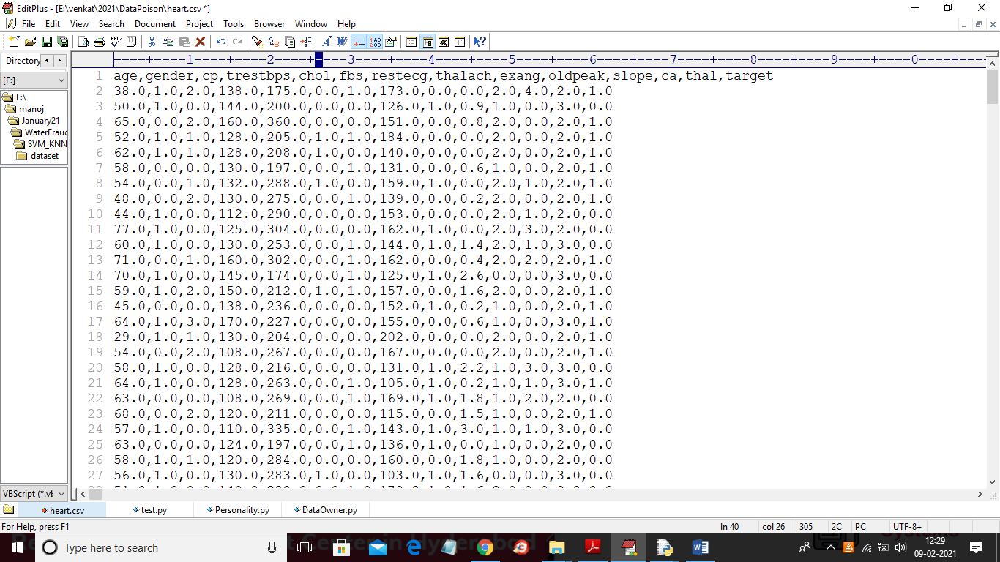 EditPlus - [E:\venkat\2021\DataPoison\heart.csv *]
File Edit View Search Document Project Tools Browser Window Help
Directory
[E:]
E:\
manoj
January21
WaterFraud
SVM_KNN
dataset
----+----1----+----2----+----3----+----4----+----5----+----6----+----7----+----8----+----9----+----0----+----
1 age,gender,cp,trestbps,chol,fbs,restecg,thalach,exang,oldpeak,slope,ca,thal,target
2 38.0,1.0,2.0,138.0,175.0,0.0,1.0,173.0,0.0,0.0,2.0,4.0,2.0,1.0
3 50.0,1.0,0.0,144.0,200.0,0.0,0.0,126.0,1.0,0.9,1.0,0.0,3.0,0.0
4 65.0,0.0,2.0,160.0,360.0,0.0,0.0,151.0,0.0,0.8,2.0,0.0,2.0,1.0
5 52.0,1.0,1.0,128.0,205.0,1.0,1.0,184.0,0.0,0.0,2.0,0.0,2.0,1.0
6 62.0,1.0,1.0,128.0,208.0,1.0,0.0,140.0,0.0,0.0,2.0,0.0,2.0,1.0
7 58.0,0.0,0.0,130.0,197.0,0.0,1.0,131.0,0.0,0.6,1.0,0.0,2.0,1.0
8 54.0,0.0,1.0,132.0,288.0,1.0,0.0,159.0,1.0,0.0,2.0,1.0,2.0,1.0
9 48.0,0.0,2.0,130.0,275.0,0.0,1.0,139.0,0.0,0.2,2.0,0.0,2.0,1.0
10 44.0,1.0,0.0,112.0,290.0,0.0,0.0,153.0,0.0,0.0,2.0,1.0,2.0,0.0
11 77.0,1.0,0.0,125.0,304.0,0.0,0.0,162.0,1.0,0.0,2.0,3.0,2.0,0.0
12 60.0,1.0,0.0,130.0,253.0,0.0,1.0,144.0,1.0,1.4,2.0,1.0,3.0,0.0
13 71.0,0.0,1.0,160.0,302.0,0.0,1.0,162.0,0.0,0.4,2.0,2.0,2.0,1.0
14 70.0,1.0,0.0,145.0,174.0,0.0,1.0,125.0,1.0,2.6,0.0,0.0,3.0,0.0
15 59.0,1.0,2.0,150.0,212.0,1.0,1.0,157.0,0.0,1.6,2.0,0.0,2.0,1.0
16 45.0,0.0,0.0,138.0,236.0,0.0,0.0,152.0,1.0,0.2,1.0,0.0,2.0,1.0
17 64.0,1.0,3.0,170.0,227.0,0.0,0.0,155.0,0.0,0.6,1.0,0.0,3.0,1.0
18 29.0,1.0,1.0,130.0,204.0,0.0,0.0,202.0,0.0,0.0,2.0,0.0,2.0,1.0
19 54.0,0.0,2.0,108.0,267.0,0.0,0.0,167.0,0.0,0.0,2.0,0.0,2.0,1.0
20 58.0,1.0,0.0,128.0,216.0,0.0,0.0,131.0,1.0,2.2,1.0,3.0,3.0,0.0
21 64.0,1.0,0.0,128.0,263.0,0.0,1.0,105.0,1.0,0.2,1.0,1.0,3.0,1.0
22 63.0,0.0,0.0,108.0,269.0,0.0,1.0,169.0,1.0,1.8,1.0,2.0,2.0,0.0
23 68.0,0.0,2.0,120.0,211.0,0.0,0.0,115.0,0.0,1.5,1.0,0.0,2.0,1.0
24 57.0,1.0,0.0,110.0,335.0,0.0,1.0,143.0,1.0,3.0,1.0,1.0,3.0,0.0
25 63.0,0.0,0.0,124.0,197.0,0.0,1.0,136.0,1.0,0.0,1.0,0.0,2.0,0.0
26 58.0,1.0,1.0,120.0,284.0,0.0,0.0,160.0,0.0,1.8,1.0,0.0,2.0,0.0
27 56.0,1.0,0.0,130.0,283.0,1.0,0.0,103.0,1.0,1.6,0.0,0.0,3.0,0.0
VBScript (*.vb
heart.csv test.py Personality.py DataOwner.py
For Help, press F1 ln 40 col 26 305 2C PC UTF-8+
Type here to search
12:29
09-02-2021